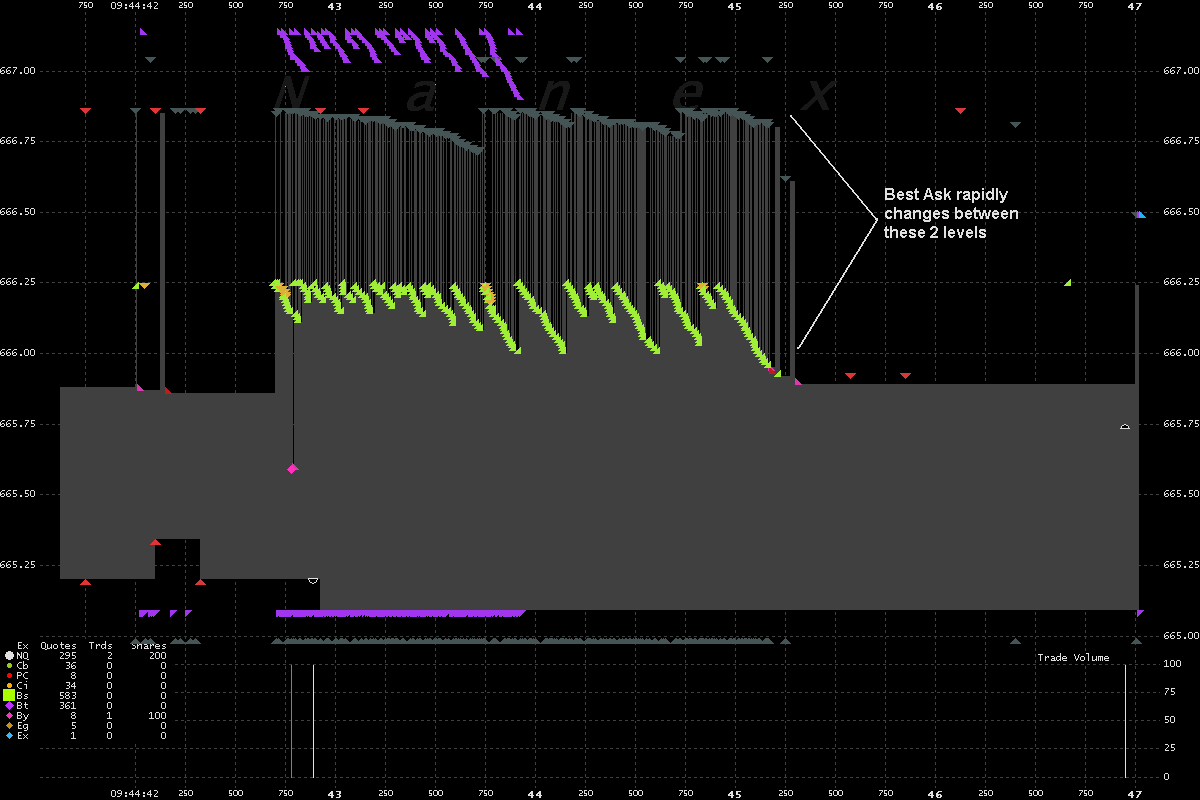 750 09:44:42 250 500 750 43 250 500 750 44 250 500 750 45 250 500 750 46 250 500 750 47
667.00 667.00
N a n e x
666.75 666.75
Best Ask rapidly
666.50 changes between 666.50
these 2 levels
666.25 666.25
666.00 666.00
665.75 665.75
665.50 665.50
665.25 665.25
665.00
Ex Quotes Trds Shares
NQ 295 2 200
Cb 36 0 0
PC 8 0 0
Ci 34 0 0
Bs 583 0 0
Bt 361 0 0
By 8 1 100
Eg 5 0 0
Ex 1 0 0
Trade Volume
100
75
50
25
0
750 09:44:42 250 500 750 43 250 500 750 44 250 500 750 45 250 500 750 46 250 500 750 47